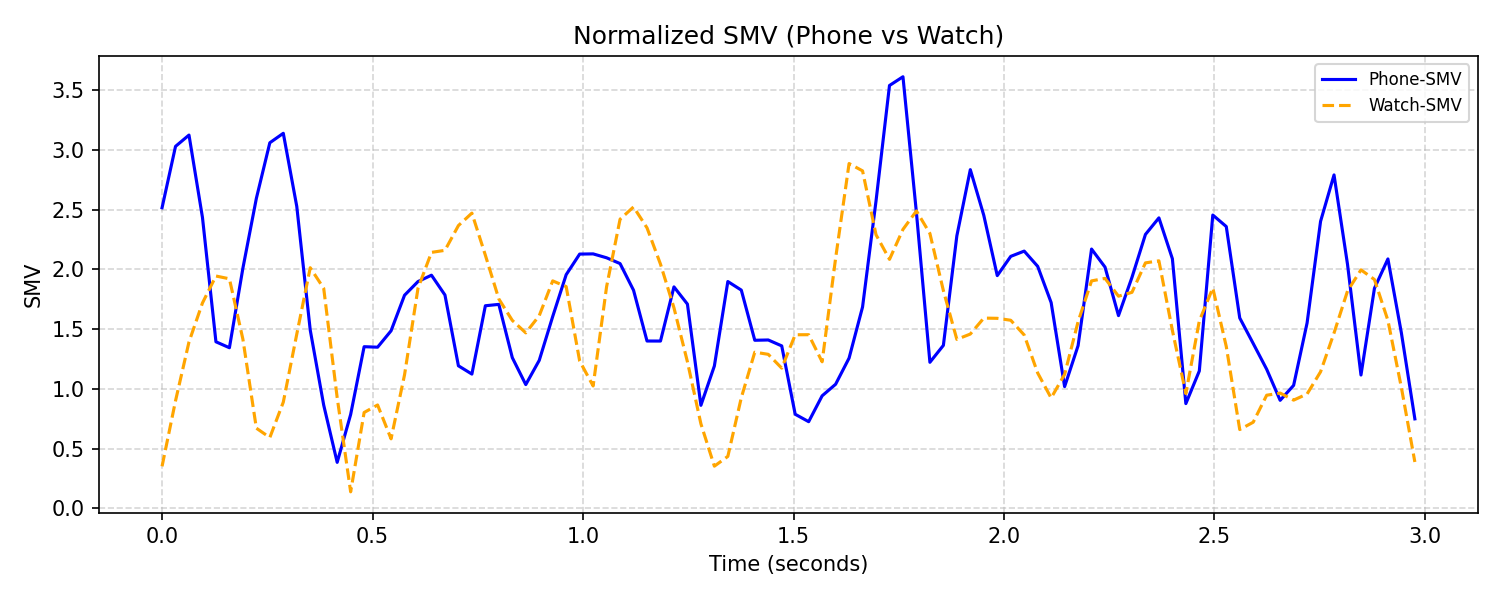 Normalized SMV (Phone vs Watch)
Phone-SMV
Watch-SMV
SMV
3.5
3.0
2.5
2.0
1.5
1.0
0.5
0.0
0.0 0.5 1.0 1.5 2.0 2.5 3.0
Time (seconds)